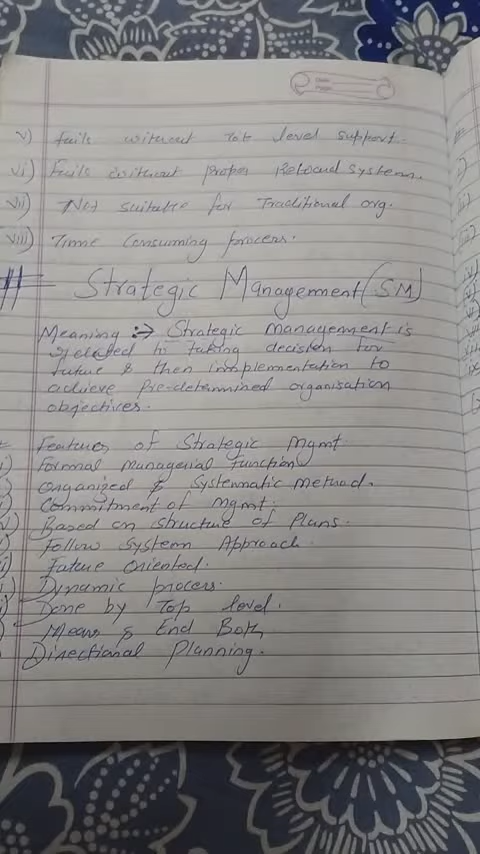 v) fails without Top level support.
vi) Fails without Proper Reward System.
vii) Not suitable for Traditional org.
viii) Time Consuming process.
# Strategic Management (SM)
Meaning :-> Strategic management is
related to taking decision for
future & then implementation to
achieve Pre-determined organisation
objectives.
Features of Strategic Mgmt
i) Formal managerial function
) Organized & Systematic method.
) Commitment of mgmt.
v) Based on structure of Plans.
) Follow System Approach.
i) Future Oriented.
i) Dynamic process.
i) Done by Top level.
) Means & End Both
Directional Planning.